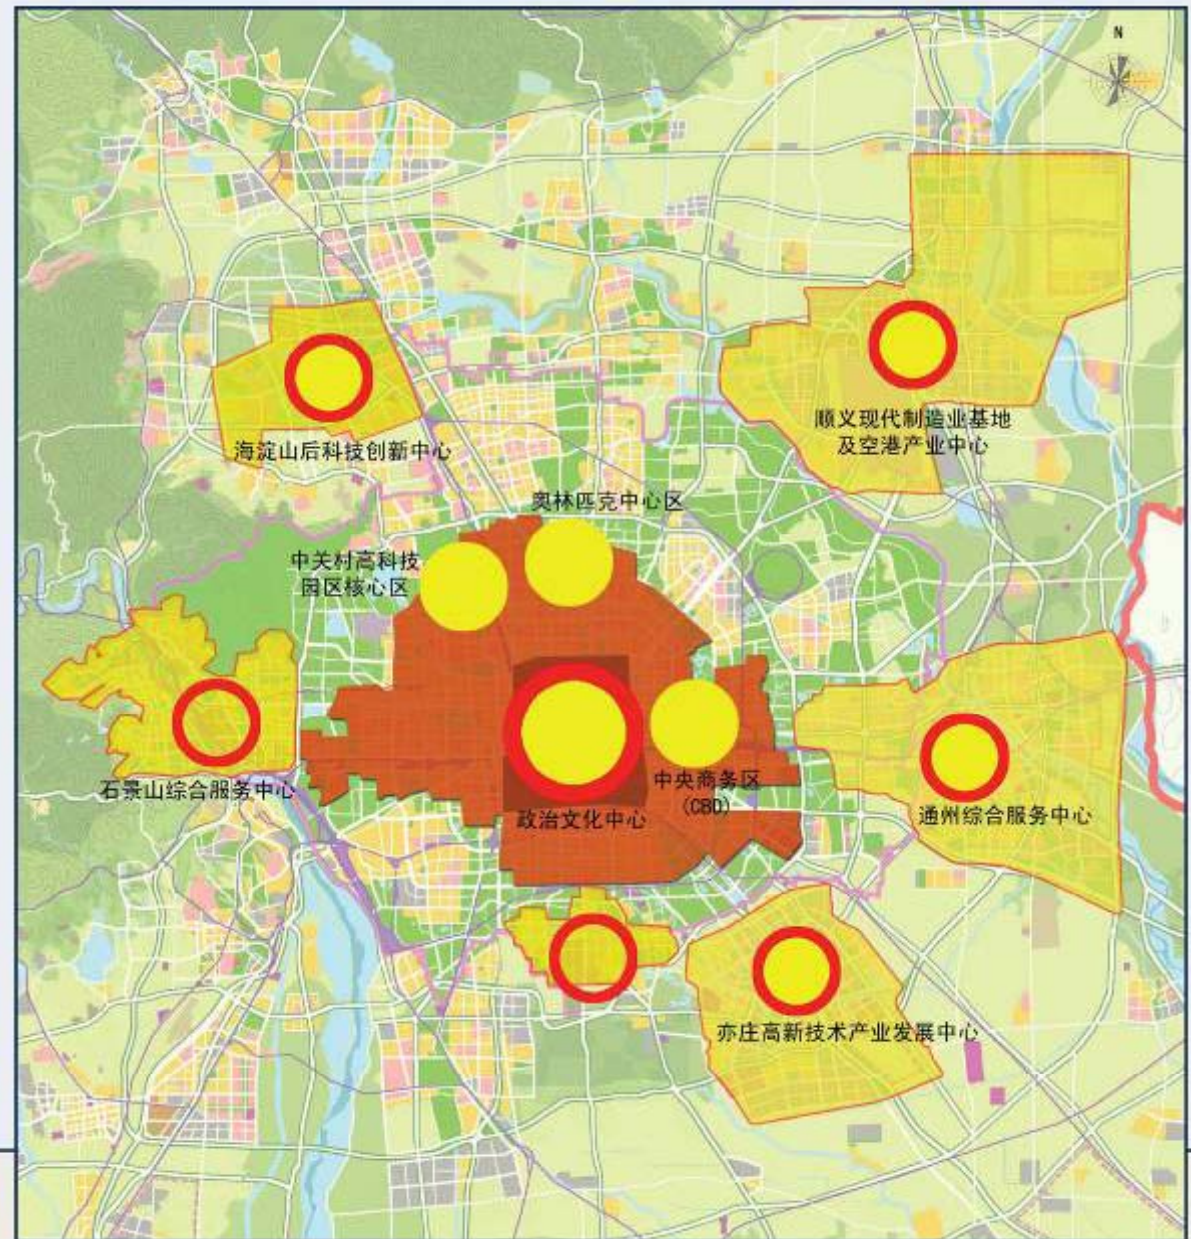 N
顺义现代制造业基地
及空港产业中心
海淀山后科技创新中心
奥林匹克中心区
中关村高科技
园区核心区
石景山综合服务中心
中央商务区
(CBD)
政治文化中心
通州综合服务中心
亦庄高新技术产业发展中心